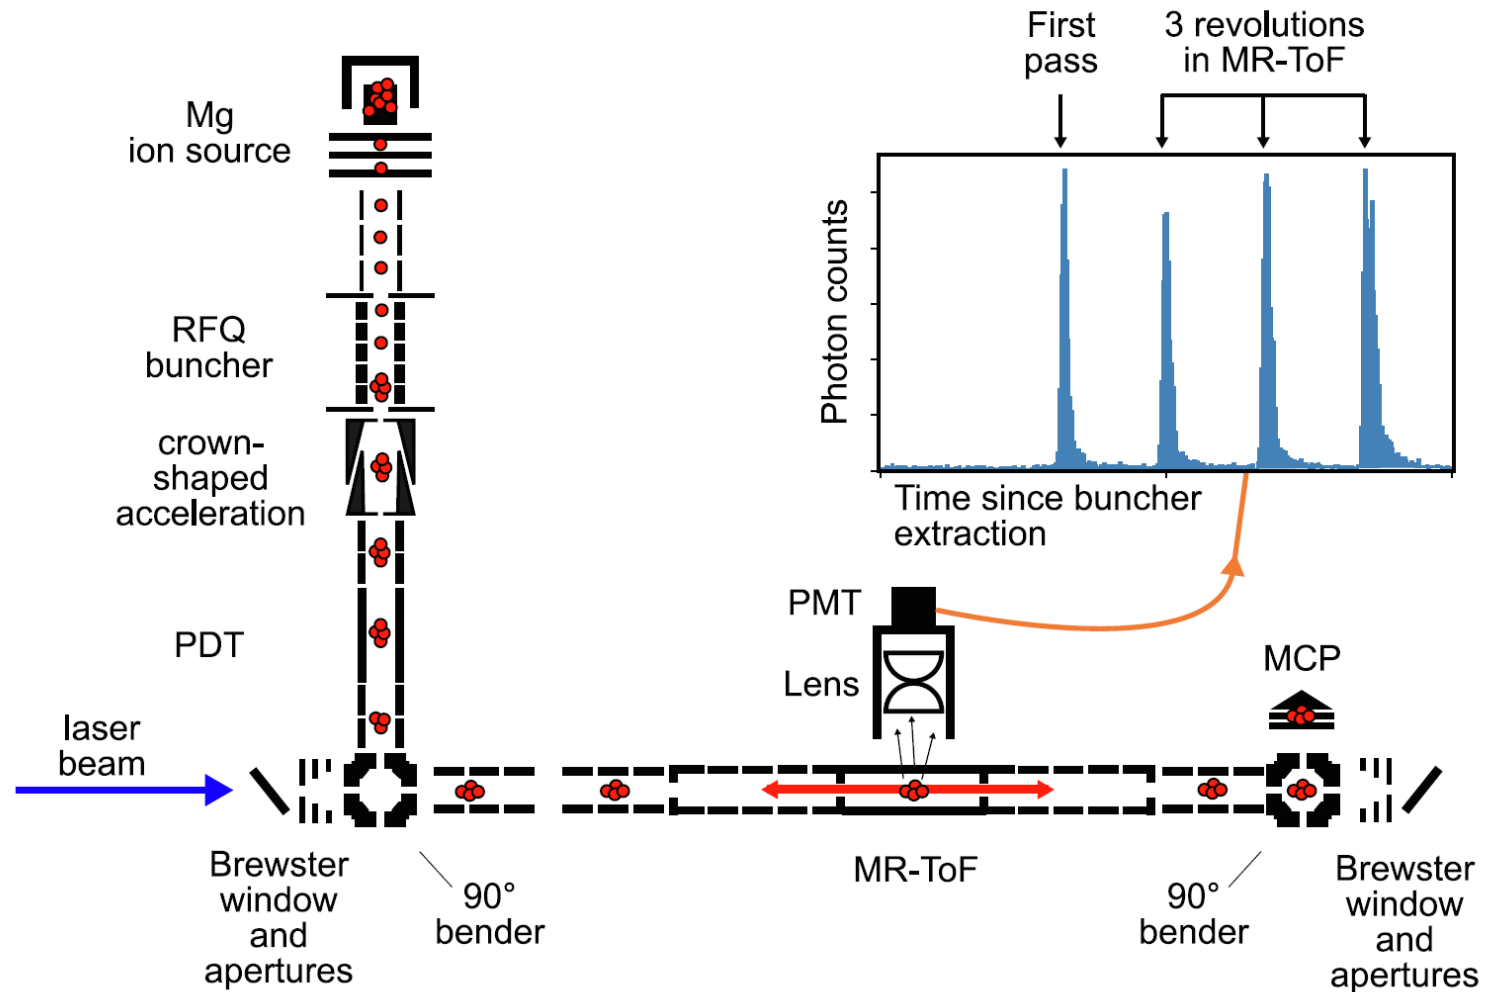 First
pass
3 revolutions
in MR-ToF
Mg
ion source
Photon counts
RFQ
buncher
crown-
shaped
acceleration
Time since buncher
extraction
PMT
PDT
Lens
MCP
laser
beam
MR-ToF
Brewster
window
and
apertures
90°
bender
90°
bender
Brewster
window
and
apertures